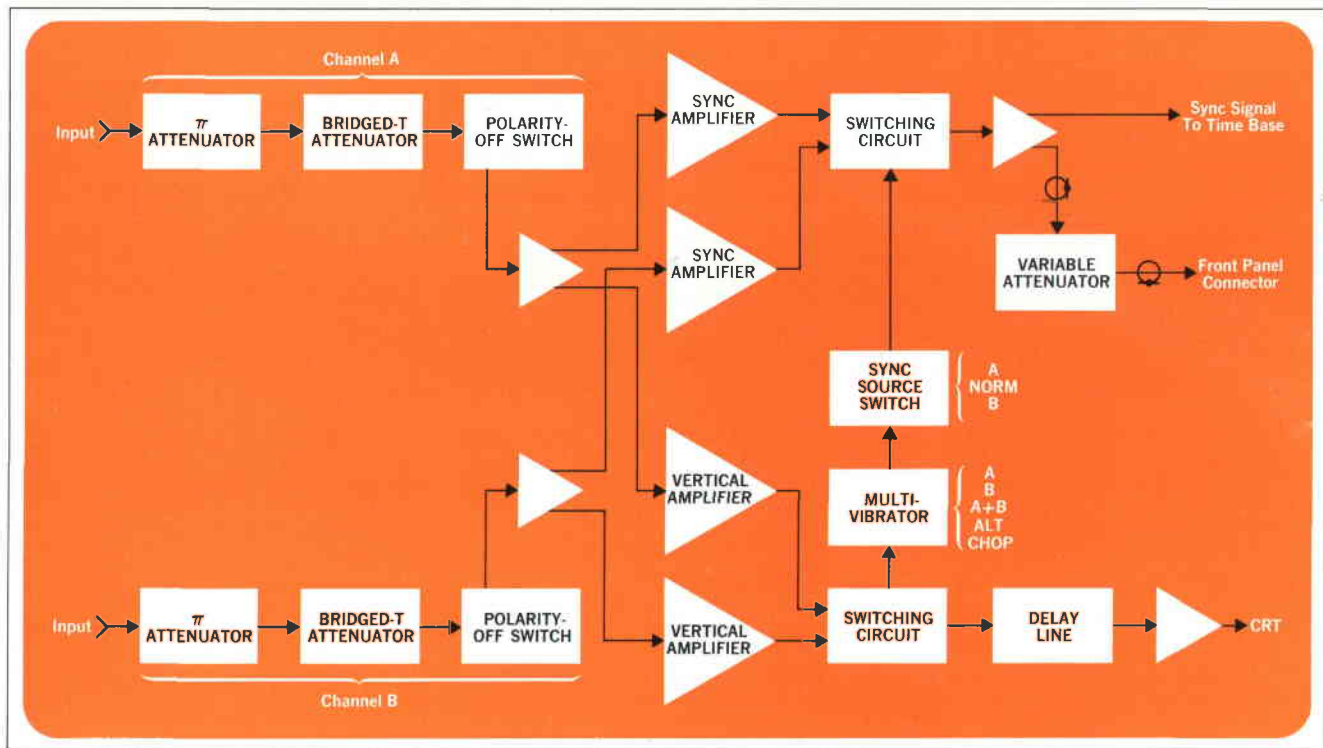 Channel A
Input
π
ATTENUATOR
BRIDGED-T
ATTENUATOR
POLARITY-
OFF SWITCH
SYNC
AMPLIFIER
SWITCHING
CIRCUIT
Sync Signal
To Time Base
SYNC
AMPLIFIER
VARIABLE
ATTENUATOR
Front Panel
Connector
SYNC
SOURCE
SWITCH
A
NORM
B
VERTICAL
AMPLIFIER
MULTI-
VIBRATOR
A
B
A+B
ALT
CHOP
Input
π
ATTENUATOR
BRIDGED-T
ATTENUATOR
POLARITY-
OFF SWITCH
VERTICAL
AMPLIFIER
SWITCHING
CIRCUIT
DELAY
LINE
CRT
Channel B